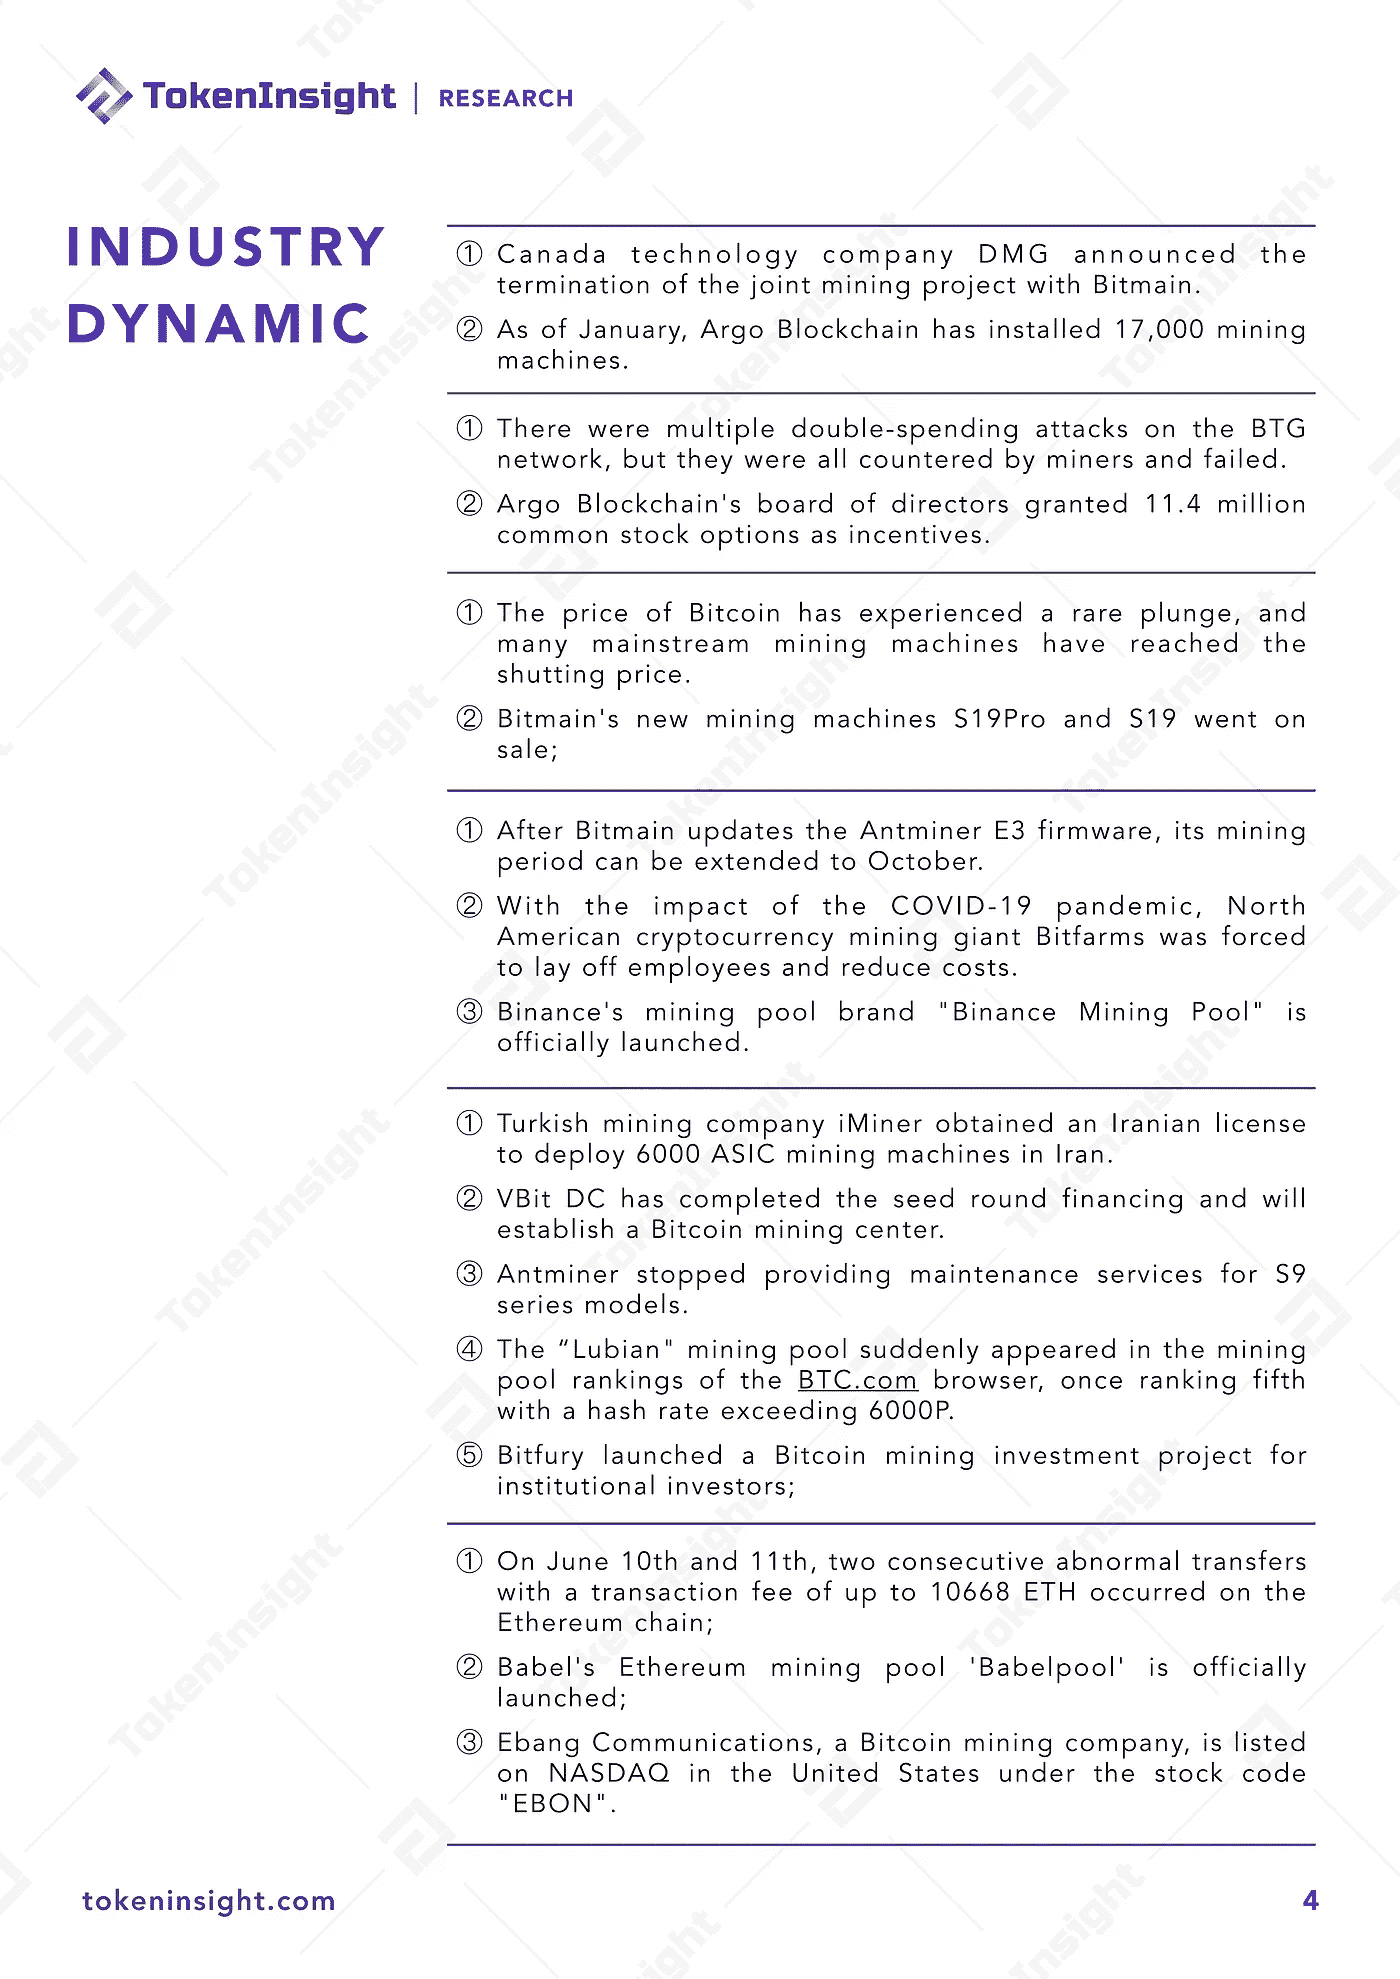 TokenInsight | RESEARCH
INDUSTRY
DYNAMIC
① Canada technology company DMG announced the
termination of the joint mining project with Bitmain.
② As of January, Argo Blockchain has installed 17,000 mining
machines.
① There were multiple double-spending attacks on the BTG
network, but they were all countered by miners and failed.
② Argo Blockchain's board of directors granted 11.4 million
common stock options as incentives.
① The price of Bitcoin has experienced a rare plunge, and
many mainstream mining machines have reached the
shutting price.
② Bitmain's new mining machines S19Pro and S19 went on
sale;
① After Bitmain updates the Antminer E3 firmware, its mining
period can be extended to October.
② With the impact of the COVID-19 pandemic, North
American cryptocurrency mining giant Bitfarms was forced
to lay off employees and reduce costs.
③ Binance's mining pool brand "Binance Mining Pool" is
officially launched.
① Turkish mining company iMiner obtained an Iranian license
to deploy 6000 ASIC mining machines in Iran.
② VBit DC has completed the seed round financing and will
establish a Bitcoin mining center.
③ Antminer stopped providing maintenance services for S9
series models.
④ The “Lubian" mining pool suddenly appeared in the mining
pool rankings of the BTC.com browser, once ranking fifth
with a hash rate exceeding 6000P.
⑤ Bitfury launched a Bitcoin mining investment project for
institutional investors;
① On June 10th and 11th, two consecutive abnormal transfers
with a transaction fee of up to 10668 ETH occurred on the
Ethereum chain;
② Babel's Ethereum mining pool 'Babelpool' is officially
launched;
③ Ebang Communications, a Bitcoin mining company, is listed
on NASDAQ in the United States under the stock code
"EBON".
tokeninsight.com
4